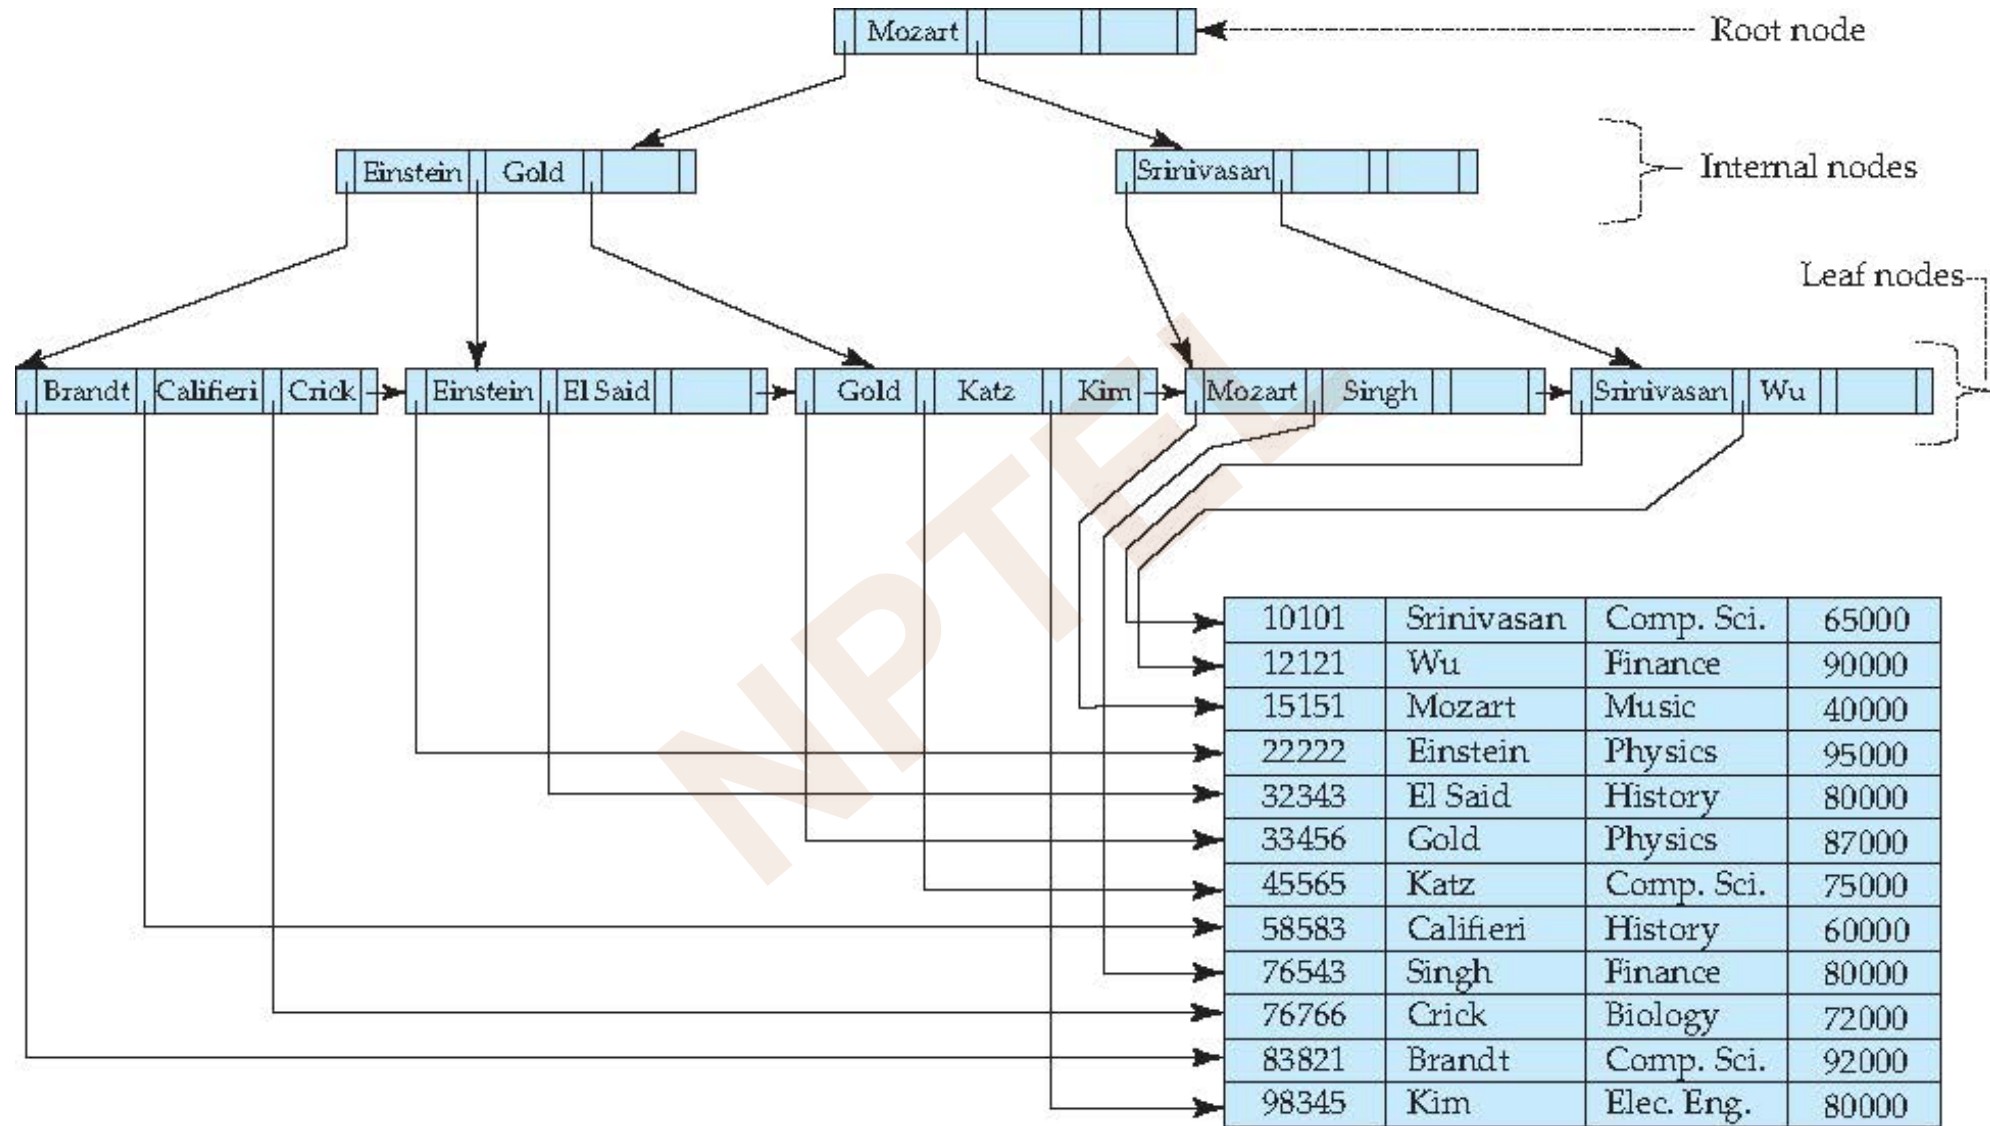 Mozart
Root node
Einstein Gold
Srinivasan
Internal nodes
Leaf nodes
Brandt Califieri Crick
Einstein El Said
Gold Katz Kim
Mozart Singh
Srinivasan Wu
NPTEL
10101 Srinivasan Comp. Sci. 65000
12121 Wu Finance 90000
15151 Mozart Music 40000
22222 Einstein Physics 95000
32343 El Said History 80000
33456 Gold Physics 87000
45565 Katz Comp. Sci. 75000
58583 Califieri History 60000
76543 Singh Finance 80000
76766 Crick Biology 72000
83821 Brandt Comp. Sci. 92000
98345 Kim Elec. Eng. 80000